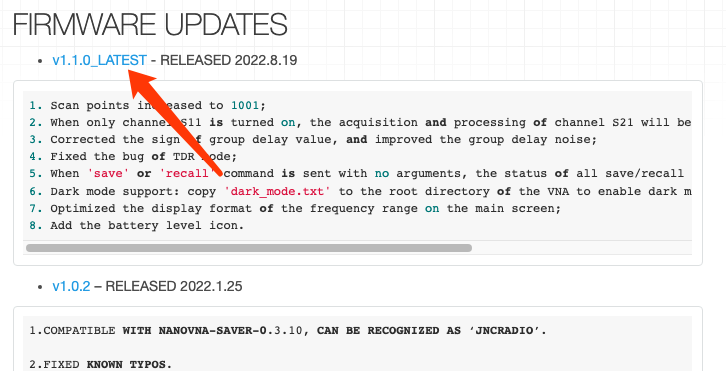 FIRMWARE UPDATES
• v1.1.0_LATEST - RELEASED 2022.8.19
1. Scan points increased to 1001;
2. When only channel S11 is turned on, the acquisition and processing of channel S21 will be
3. Corrected the sign of group delay value, and improved the group delay noise;
4. Fixed the bug of TDR mode;
5. When 'save' or 'recall' command is sent with no arguments, the status of all save/recall
6. Dark mode support: copy 'dark_mode.txt' to the root directory of the VNA to enable dark m
7. Optimized the display format of the frequency range on the main screen;
8. Add the battery level icon.
• v1.0.2 – RELEASED 2022.1.25
1.COMPATIBLE WITH NANOVNA-SAVER-0.3.10, CAN BE RECOGNIZED AS ‘JNCRADIO’.
2.FIXED KNOWN TYPOS.